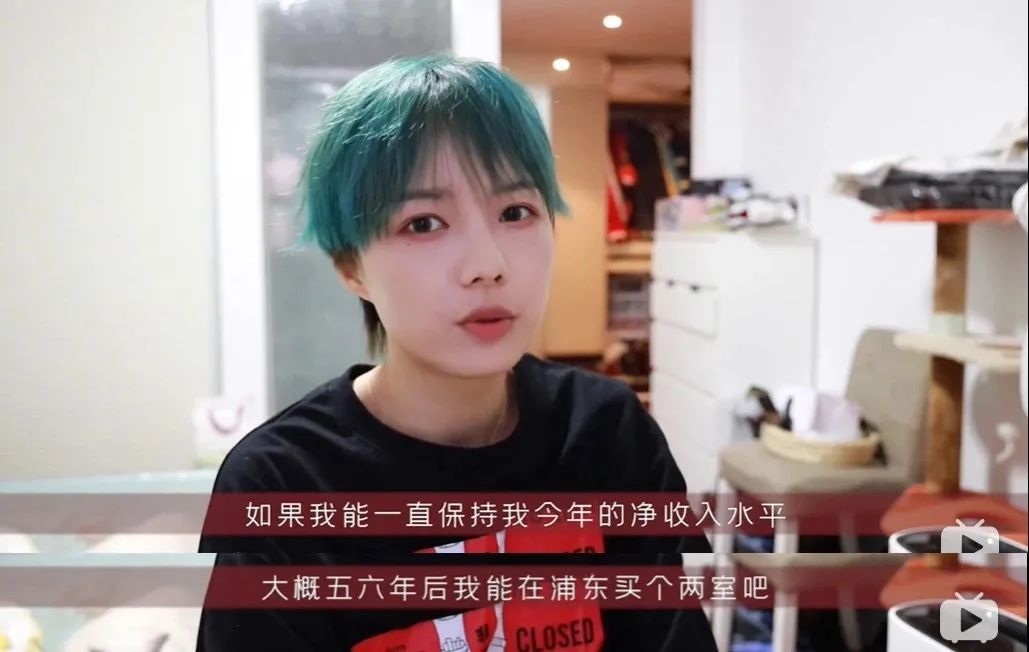 如果我能一直保持我今年的净收入水平
大概五六年后我能在浦东买个两室吧
CLOSED